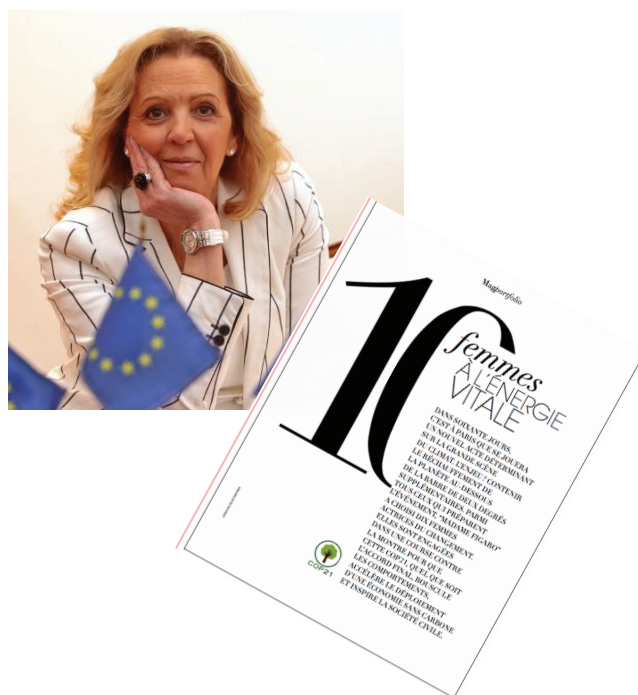 Magportfolio
10
femmes
À L'ÉNERGIE
VITALE
DANS SOIXANTE JOURS,
C'EST À PARIS QUE SE JOUERA
UN NOUVEL ACTE DÉTERMINANT
SUR LA GRANDE SCÈNE
DU CLIMAT. L'ENJEU ? CONTENIR
LE RÉCHAUFFEMENT DE
LA PLANÈTE AU-DESSOUS
DE LA BARRE DE DEUX DEGRÉS
SUPPLÉMENTAIRES. PARMI
TOUS CEUX QUI PRÉPARENT
L'ÉVÉNEMENT, "MADAME FIGARO"
A CHOISI DIX FEMMES
ACTRICES DU CHANGEMENT.
ELLES SONT ENGAGÉES
DANS UNE COURSE CONTRE
LA MONTRE POUR QUE
CETTE COP21, QUEL QUE SOIT
L'ACCORD FINAL, BOUSCULE
LES COMPORTEMENTS,
ACCÉLÈRE LE DÉPLOIEMENT
D'UNE ÉCONOMIE SANS CARBONE
ET INSPIRE LA SOCIÉTÉ CIVILE.
COP21